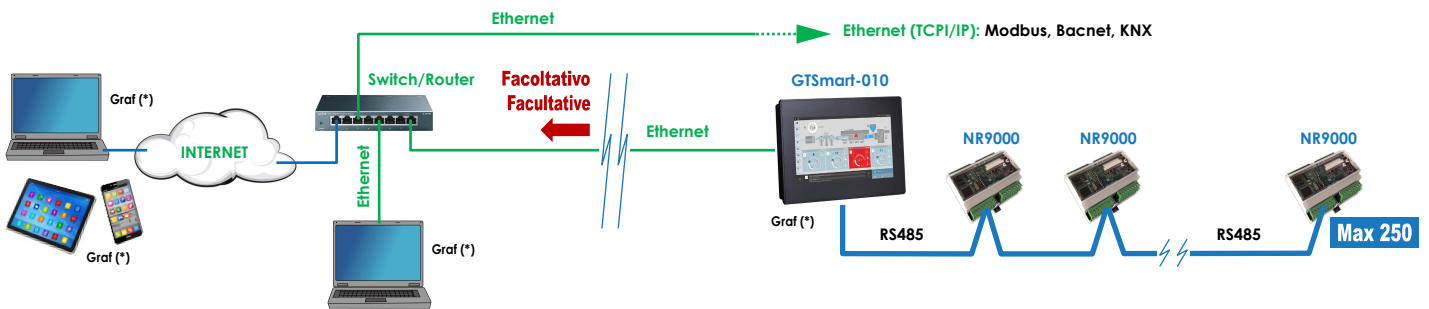 Ethernet
Ethernet (TCPI/IP): Modbus, Bacnet, KNX
Switch/Router
Facoltativo
Facultative
GTSmart-010
Graf (*)
INTERNET
Ethernet
Ethernet
NR9000
NR9000
NR9000
Graf (*)
RS485
RS485
Max 250
Graf (*)
Graf (*)